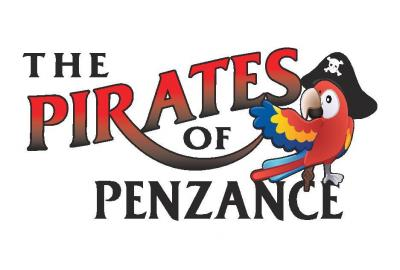 THE
PIRATES
OF
PENZANCE